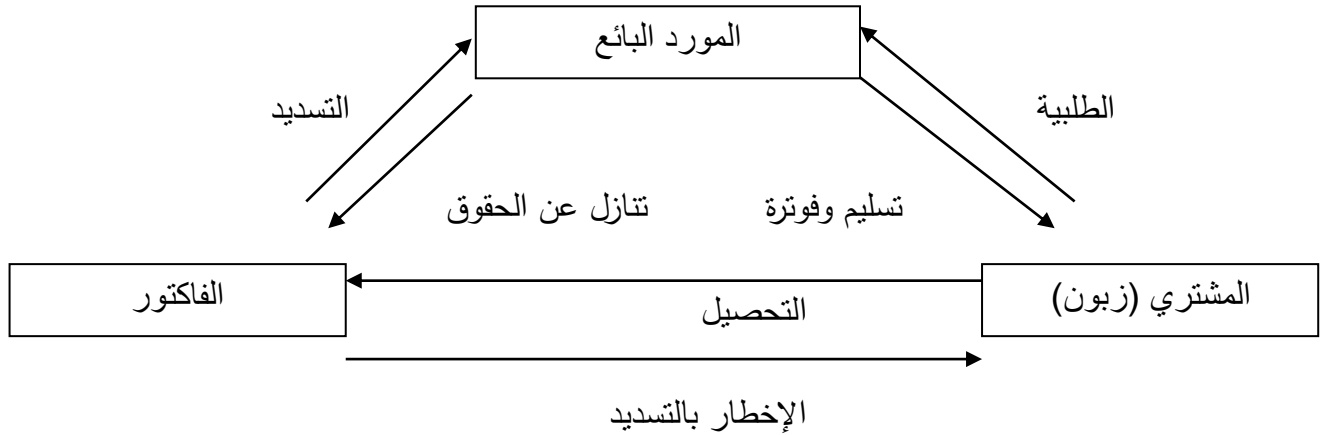 المورد البائع
الطلبية
التسديد
تسليم وفوترة
تنازل عن الحقوق
المشتري (زبون)
الفاكتور
التحصيل
الإخطار بالتسديد